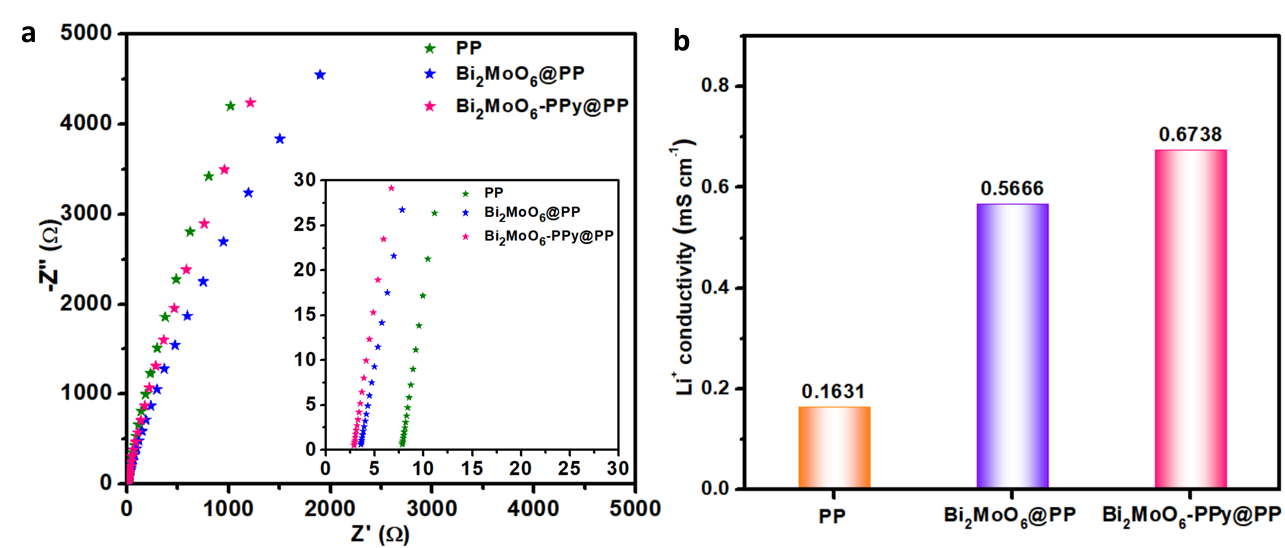 a
5000
4000
3000
2000
1000
0
-Z'' (Ω)
0 1000 2000 3000 4000 5000
Z' (Ω)
PP
Bi₂MoO₆@PP
Bi₂MoO₆-PPy@PP
30
25
20
15
10
5
0
0 5 10 15 20 25 30
PP
Bi₂MoO₆@PP
Bi₂MoO₆-PPy@PP
b
Li⁺ conductivity (mS cm⁻¹)
0.8
0.6
0.4
0.2
0.0
0.1631
0.5666
0.6738
PP Bi₂MoO₆@PP Bi₂MoO₆-PPy@PP